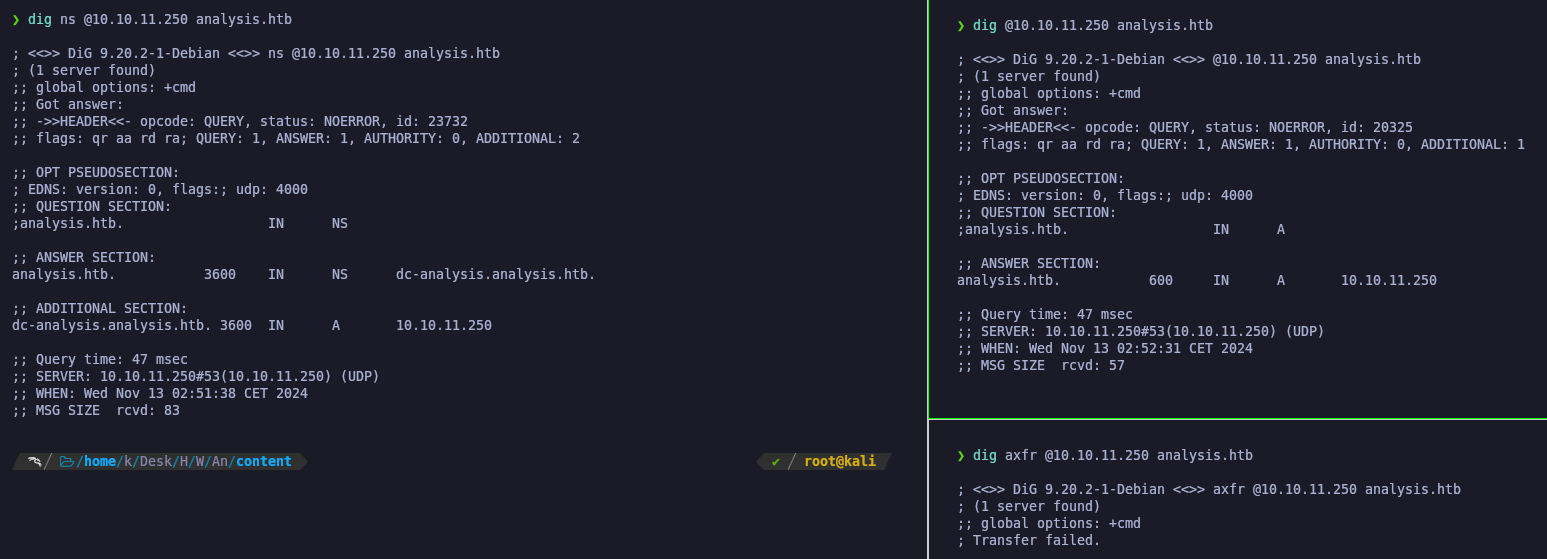 ❯ dig ns @10.10.11.250 analysis.htb
; <<>> DiG 9.20.2-1-Debian <<>> ns @10.10.11.250 analysis.htb
; (1 server found)
;; global options: +cmd
;; Got answer:
;; ->>HEADER<<- opcode: QUERY, status: NOERROR, id: 23732
;; flags: qr aa rd ra; QUERY: 1, ANSWER: 1, AUTHORITY: 0, ADDITIONAL: 2
;; OPT PSEUDOSECTION:
; EDNS: version: 0, flags:; udp: 4000
;; QUESTION SECTION:
;analysis.htb. IN NS
;; ANSWER SECTION:
analysis.htb. 3600 IN NS dc-analysis.analysis.htb.
;; ADDITIONAL SECTION:
dc-analysis.analysis.htb. 3600 IN A 10.10.11.250
;; Query time: 47 msec
;; SERVER: 10.10.11.250#53(10.10.11.250) (UDP)
;; WHEN: Wed Nov 13 02:51:38 CET 2024
;; MSG SIZE rcvd: 83
/home/k/Desk/H/W/An/content
✔ / root@kali
❯ dig @10.10.11.250 analysis.htb
; <<>> DiG 9.20.2-1-Debian <<>> @10.10.11.250 analysis.htb
; (1 server found)
;; global options: +cmd
;; Got answer:
;; ->>HEADER<<- opcode: QUERY, status: NOERROR, id: 20325
;; flags: qr aa rd ra; QUERY: 1, ANSWER: 1, AUTHORITY: 0, ADDITIONAL: 1
;; OPT PSEUDOSECTION:
; EDNS: version: 0, flags:; udp: 4000
;; QUESTION SECTION:
;analysis.htb. IN A
;; ANSWER SECTION:
analysis.htb. 600 IN A 10.10.11.250
;; Query time: 47 msec
;; SERVER: 10.10.11.250#53(10.10.11.250) (UDP)
;; WHEN: Wed Nov 13 02:52:31 CET 2024
;; MSG SIZE rcvd: 57
❯ dig axfr @10.10.11.250 analysis.htb
; <<>> DiG 9.20.2-1-Debian <<>> axfr @10.10.11.250 analysis.htb
; (1 server found)
;; global options: +cmd
; Transfer failed.